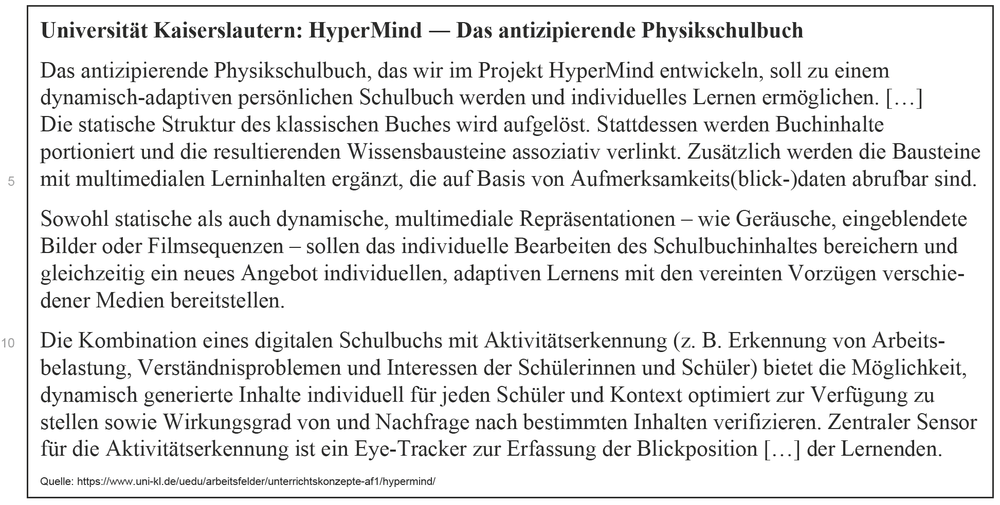 Universität Kaiserslautern: HyperMind — Das antizipierende Physikschulbuch
Das antizipierende Physikschulbuch, das wir im Projekt HyperMind entwickeln, soll zu einem
dynamisch-adaptiven persönlichen Schulbuch werden und individuelles Lernen ermöglichen. […]
Die statische Struktur des klassischen Buches wird aufgelöst. Stattdessen werden Buchinhalte
portioniert und die resultierenden Wissensbausteine assoziativ verlinkt. Zusätzlich werden die Bausteine
5 mit multimedialen Lerninhalten ergänzt, die auf Basis von Aufmerksamkeits(blick-)daten abrufbar sind.
Sowohl statische als auch dynamische, multimediale Repräsentationen – wie Geräusche, eingeblendete
Bilder oder Filmsequenzen – sollen das individuelle Bearbeiten des Schulbuchinhaltes bereichern und
gleichzeitig ein neues Angebot individuellen, adaptiven Lernens mit den vereinten Vorzügen verschie-
dener Medien bereitstellen.
10 Die Kombination eines digitalen Schulbuchs mit Aktivitätserkennung (z. B. Erkennung von Arbeits-
belastung, Verständnisproblemen und Interessen der Schülerinnen und Schüler) bietet die Möglichkeit,
dynamisch generierte Inhalte individuell für jeden Schüler und Kontext optimiert zur Verfügung zu
stellen sowie Wirkungsgrad von und Nachfrage nach bestimmten Inhalten verifizieren. Zentraler Sensor
für die Aktivitätserkennung ist ein Eye-Tracker zur Erfassung der Blickposition […] der Lernenden.
Quelle: https://www.uni-kl.de/uedu/arbeitsfelder/unterrichtskonzepte-af1/hypermind/